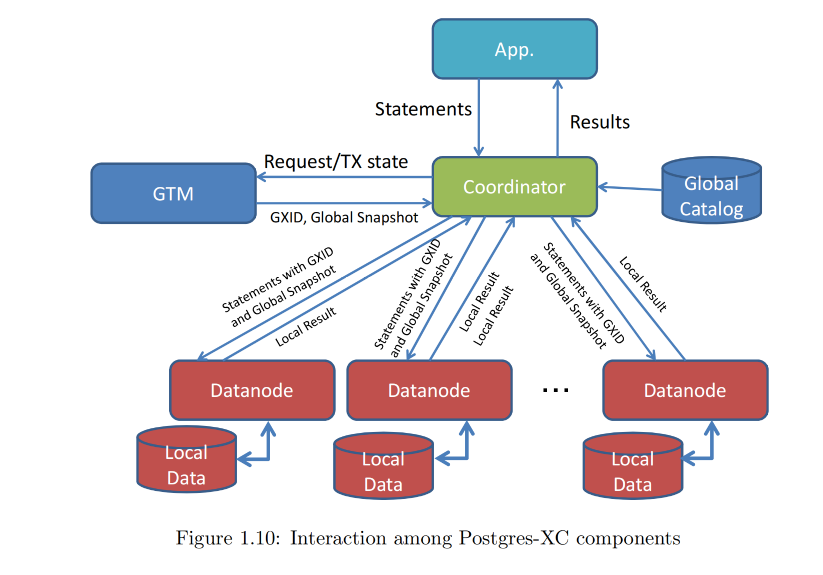 App.
Statements
Results
Request/TX state
GTM
Coordinator
Global
Catalog
GXID, Global Snapshot
Statements with GXID
and Global Snapshot
Local Result
Statements with GXID
and Global Snapshot
Local Result
Local Result
Statements with GXID
and Global Snapshot
Local Result
Datanode
Datanode
...
Datanode
Local
Data
Local
Data
Local
Data
Figure 1.10: Interaction among Postgres-XC components